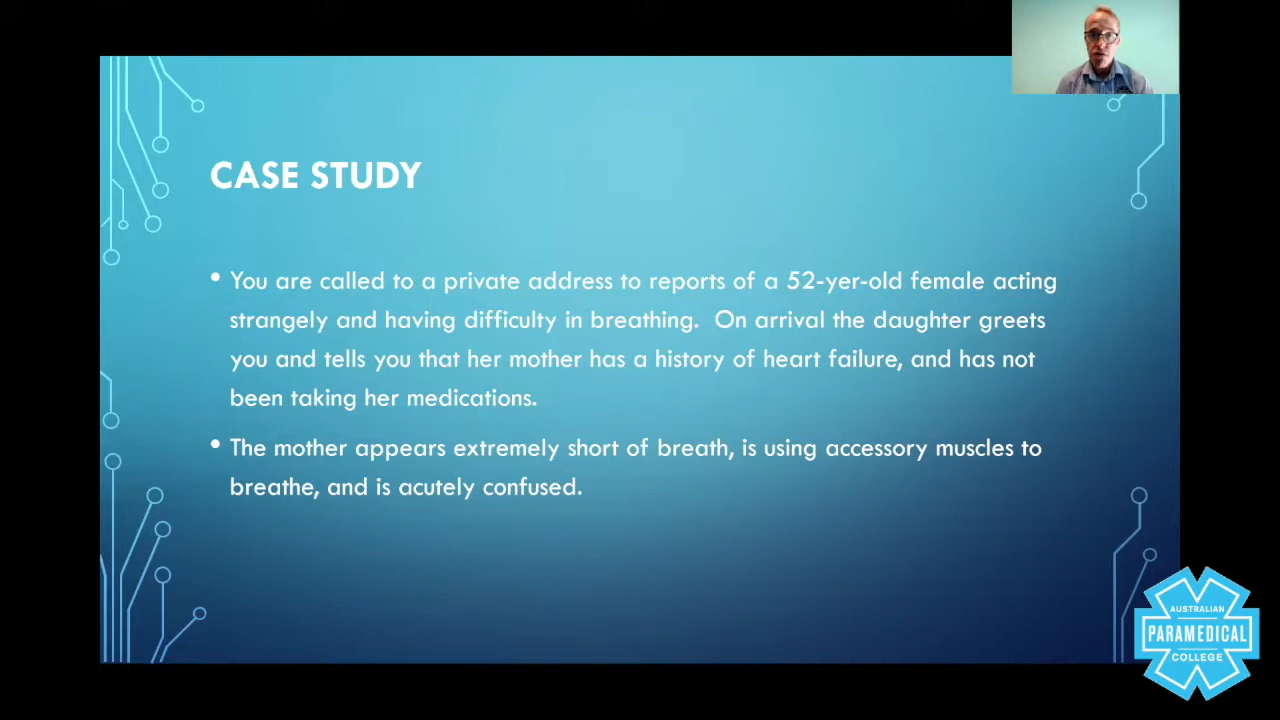 CASE STUDY
• You are called to a private address to reports of a 52-yer-old female acting
strangely and having difficulty in breathing.  On arrival the daughter greets
you and tells you that her mother has a history of heart failure, and has not
been taking her medications.
• The mother appears extremely short of breath, is using accessory muscles to
breathe, and is acutely confused.
AUSTRALIAN
PARAMEDICAL
COLLEGE